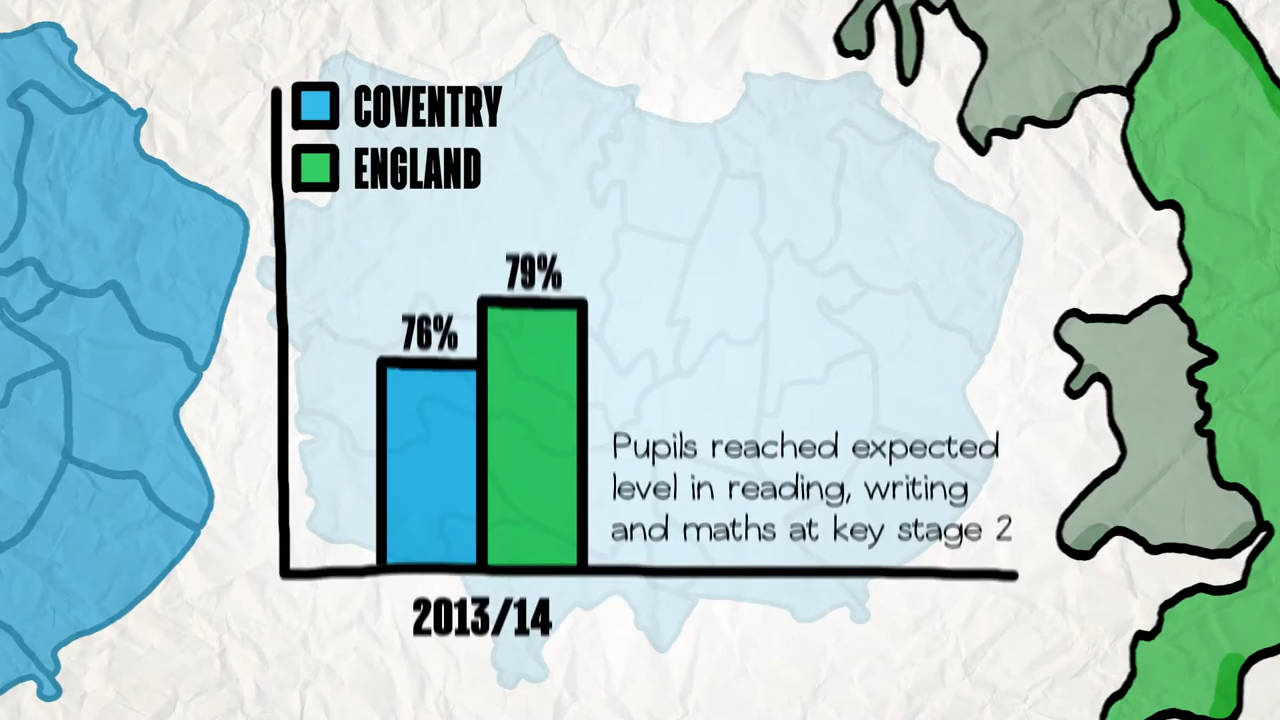 COVENTRY
ENGLAND
79%
76%
Pupils reached expected
level in reading, writing
and maths at key stage 2
2013/14